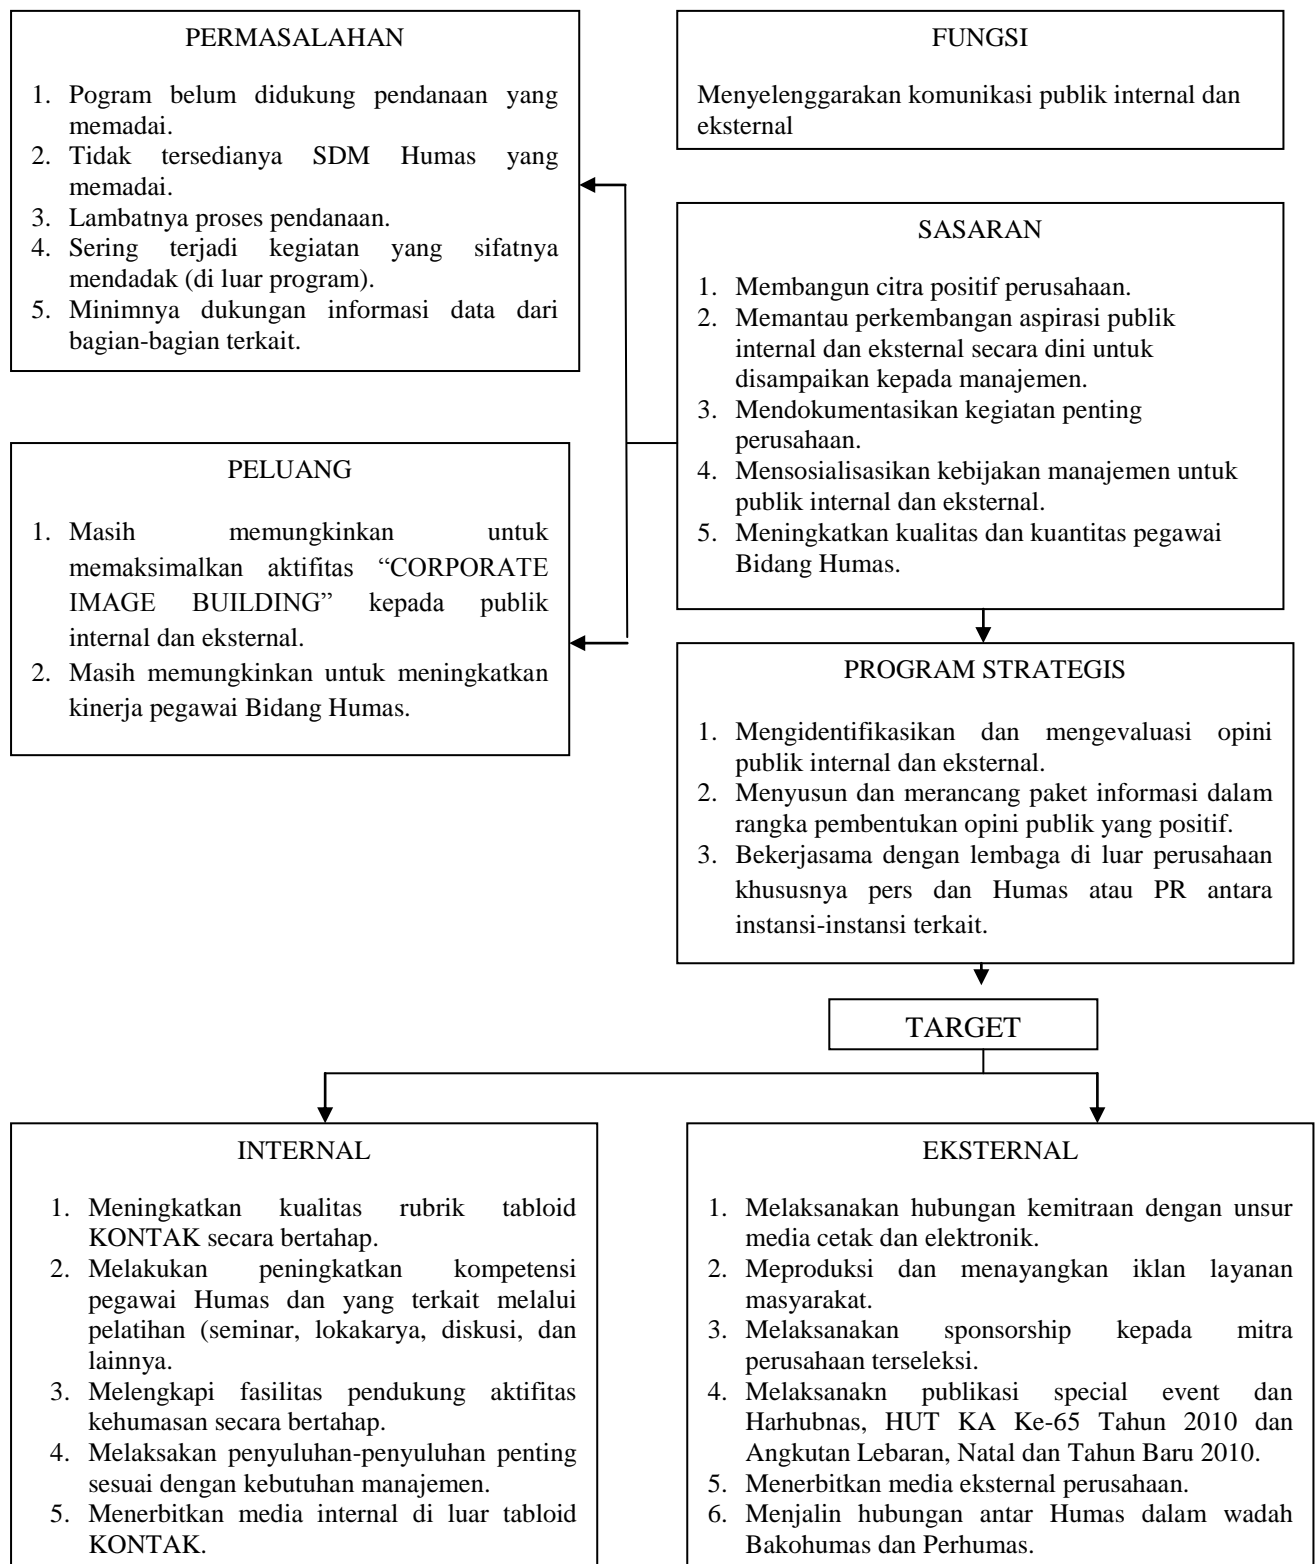 PERMASALAHAN
1. Pogram belum didukung pendanaan yang
memadai.
2. Tidak tersedianya SDM Humas yang
memadai.
3. Lambatnya proses pendanaan.
4. Sering terjadi kegiatan yang sifatnya
mendadak (di luar program).
5. Minimnya dukungan informasi data dari
bagian-bagian terkait.
FUNGSI
Menyelenggarakan komunikasi publik internal dan
eksternal
SASARAN
1. Membangun citra positif perusahaan.
2. Memantau perkembangan aspirasi publik
internal dan eksternal secara dini untuk
disampaikan kepada manajemen.
3. Mendokumentasikan kegiatan penting
perusahaan.
4. Mensosialisasikan kebijakan manajemen untuk
publik internal dan eksternal.
5. Meningkatkan kualitas dan kuantitas pegawai
Bidang Humas.
PELUANG
1. Masih memungkinkan untuk
memaksimalkan aktifitas “CORPORATE
IMAGE BUILDING” kepada publik
internal dan eksternal.
2. Masih memungkinkan untuk meningkatkan
kinerja pegawai Bidang Humas.
PROGRAM STRATEGIS
1. Mengidentifikasikan dan mengevaluasi opini
publik internal dan eksternal.
2. Menyusun dan merancang paket informasi dalam
rangka pembentukan opini publik yang positif.
3. Bekerjasama dengan lembaga di luar perusahaan
khususnya pers dan Humas atau PR antara
instansi-instansi terkait.
TARGET
INTERNAL
1. Meningkatkan kualitas rubrik tabloid
KONTAK secara bertahap.
2. Melakukan peningkatkan kompetensi
pegawai Humas dan yang terkait melalui
pelatihan (seminar, lokakarya, diskusi, dan
lainnya.
3. Melengkapi fasilitas pendukung aktifitas
kehumasan secara bertahap.
4. Melaksakan penyuluhan-penyuluhan penting
sesuai dengan kebutuhan manajemen.
5. Menerbitkan media internal di luar tabloid
KONTAK.
EKSTERNAL
1. Melaksanakan hubungan kemitraan dengan unsur
media cetak dan elektronik.
2. Meproduksi dan menayangkan iklan layanan
masyarakat.
3. Melaksanakan sponsorship kepada mitra
perusahaan terseleksi.
4. Melaksanakn publikasi special event dan
Harhubnas, HUT KA Ke-65 Tahun 2010 dan
Angkutan Lebaran, Natal dan Tahun Baru 2010.
5. Menerbitkan media eksternal perusahaan.
6. Menjalin hubungan antar Humas dalam wadah
Bakohumas dan Perhumas.